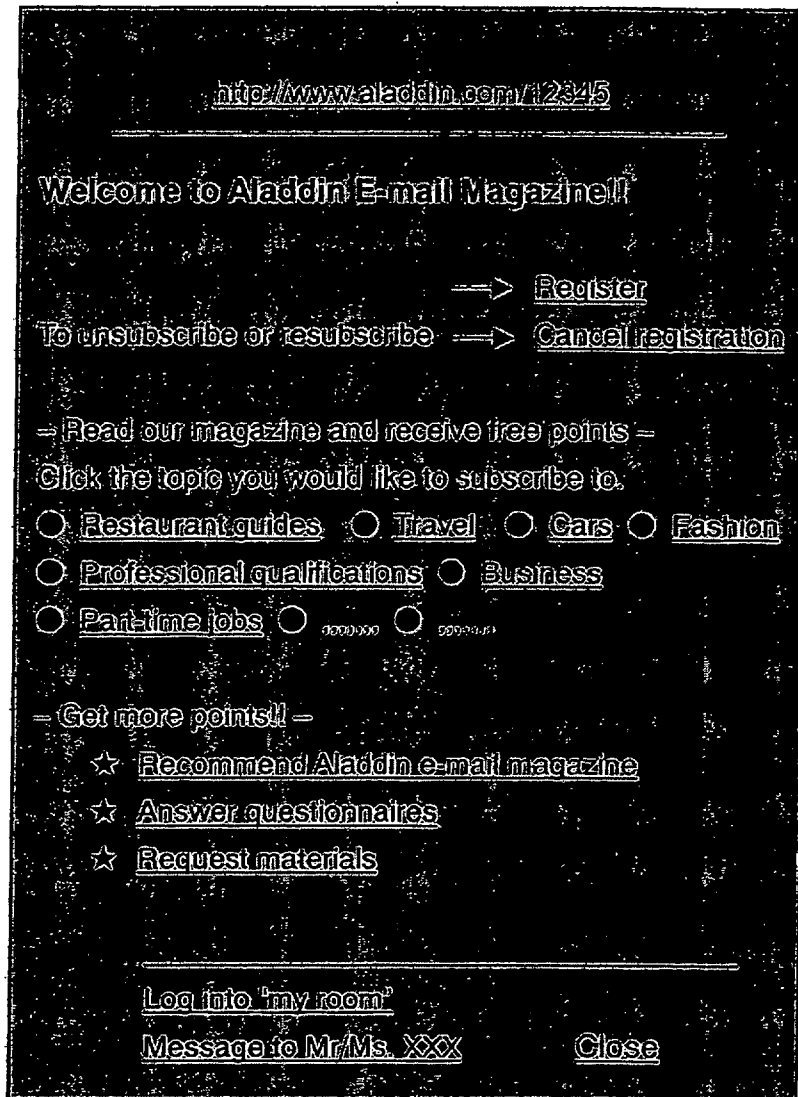 http://www.aladdin.com/12345
Welcome to Aladdin E-mail Magazine!!
Register
To unsubscribe or resubscribe Cancel registration
– Read our magazine and receive free points –
Click the topic you would like to subscribe to.
Restaurant guides Travel Cars Fashion
Professional qualifications Business
Part-time jobs
– Get more points!! –
☆ Recommend Aladdin e-mail magazine
☆ Answer questionnaires
☆ Request materials
Log into "my room"
Message to Mr/Ms. XXX Close